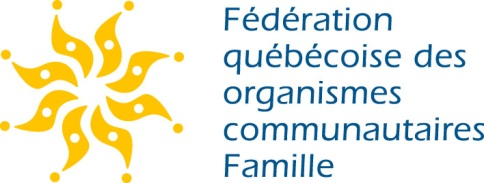 Fédération
québécoise des
organismes
communautaires
Famille